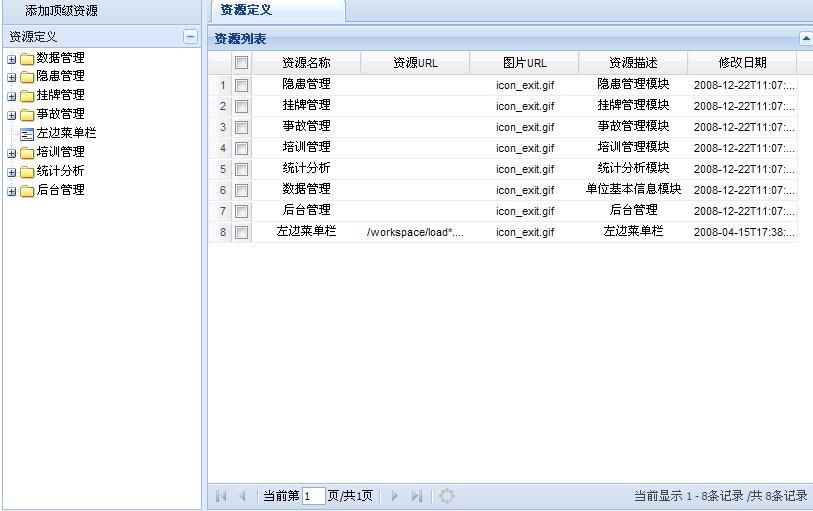 添加顶级资源
资源定义
数据管理
隐患管理
挂牌管理
事故管理
左边菜单栏
培训管理
统计分析
后台管理
资源定义
资源列表
资源名称 资源URL 图片URL 资源描述 修改日期
1 隐患管理 icon_exit.gif 隐患管理模块 2008-12-22T11:07:...
2 挂牌管理 icon_exit.gif 挂牌管理模块 2008-12-22T11:07:...
3 事故管理 icon_exit.gif 事故管理模块 2008-12-22T11:07:...
4 培训管理 icon_exit.gif 培训管理模块 2008-12-22T11:07:...
5 统计分析 icon_exit.gif 统计分析模块 2008-12-22T11:07:...
6 数据管理 icon_exit.gif 单位基本信息模块 2008-12-22T11:07:...
7 后台管理 icon_exit.gif 后台管理 2008-12-22T11:07:...
8 左边菜单栏 /workspace/load*.... icon_exit.gif 左边菜单栏 2008-04-15T17:38:...
当前第 1 页/共1页 当前显示 1 - 8条记录 /共 8条记录